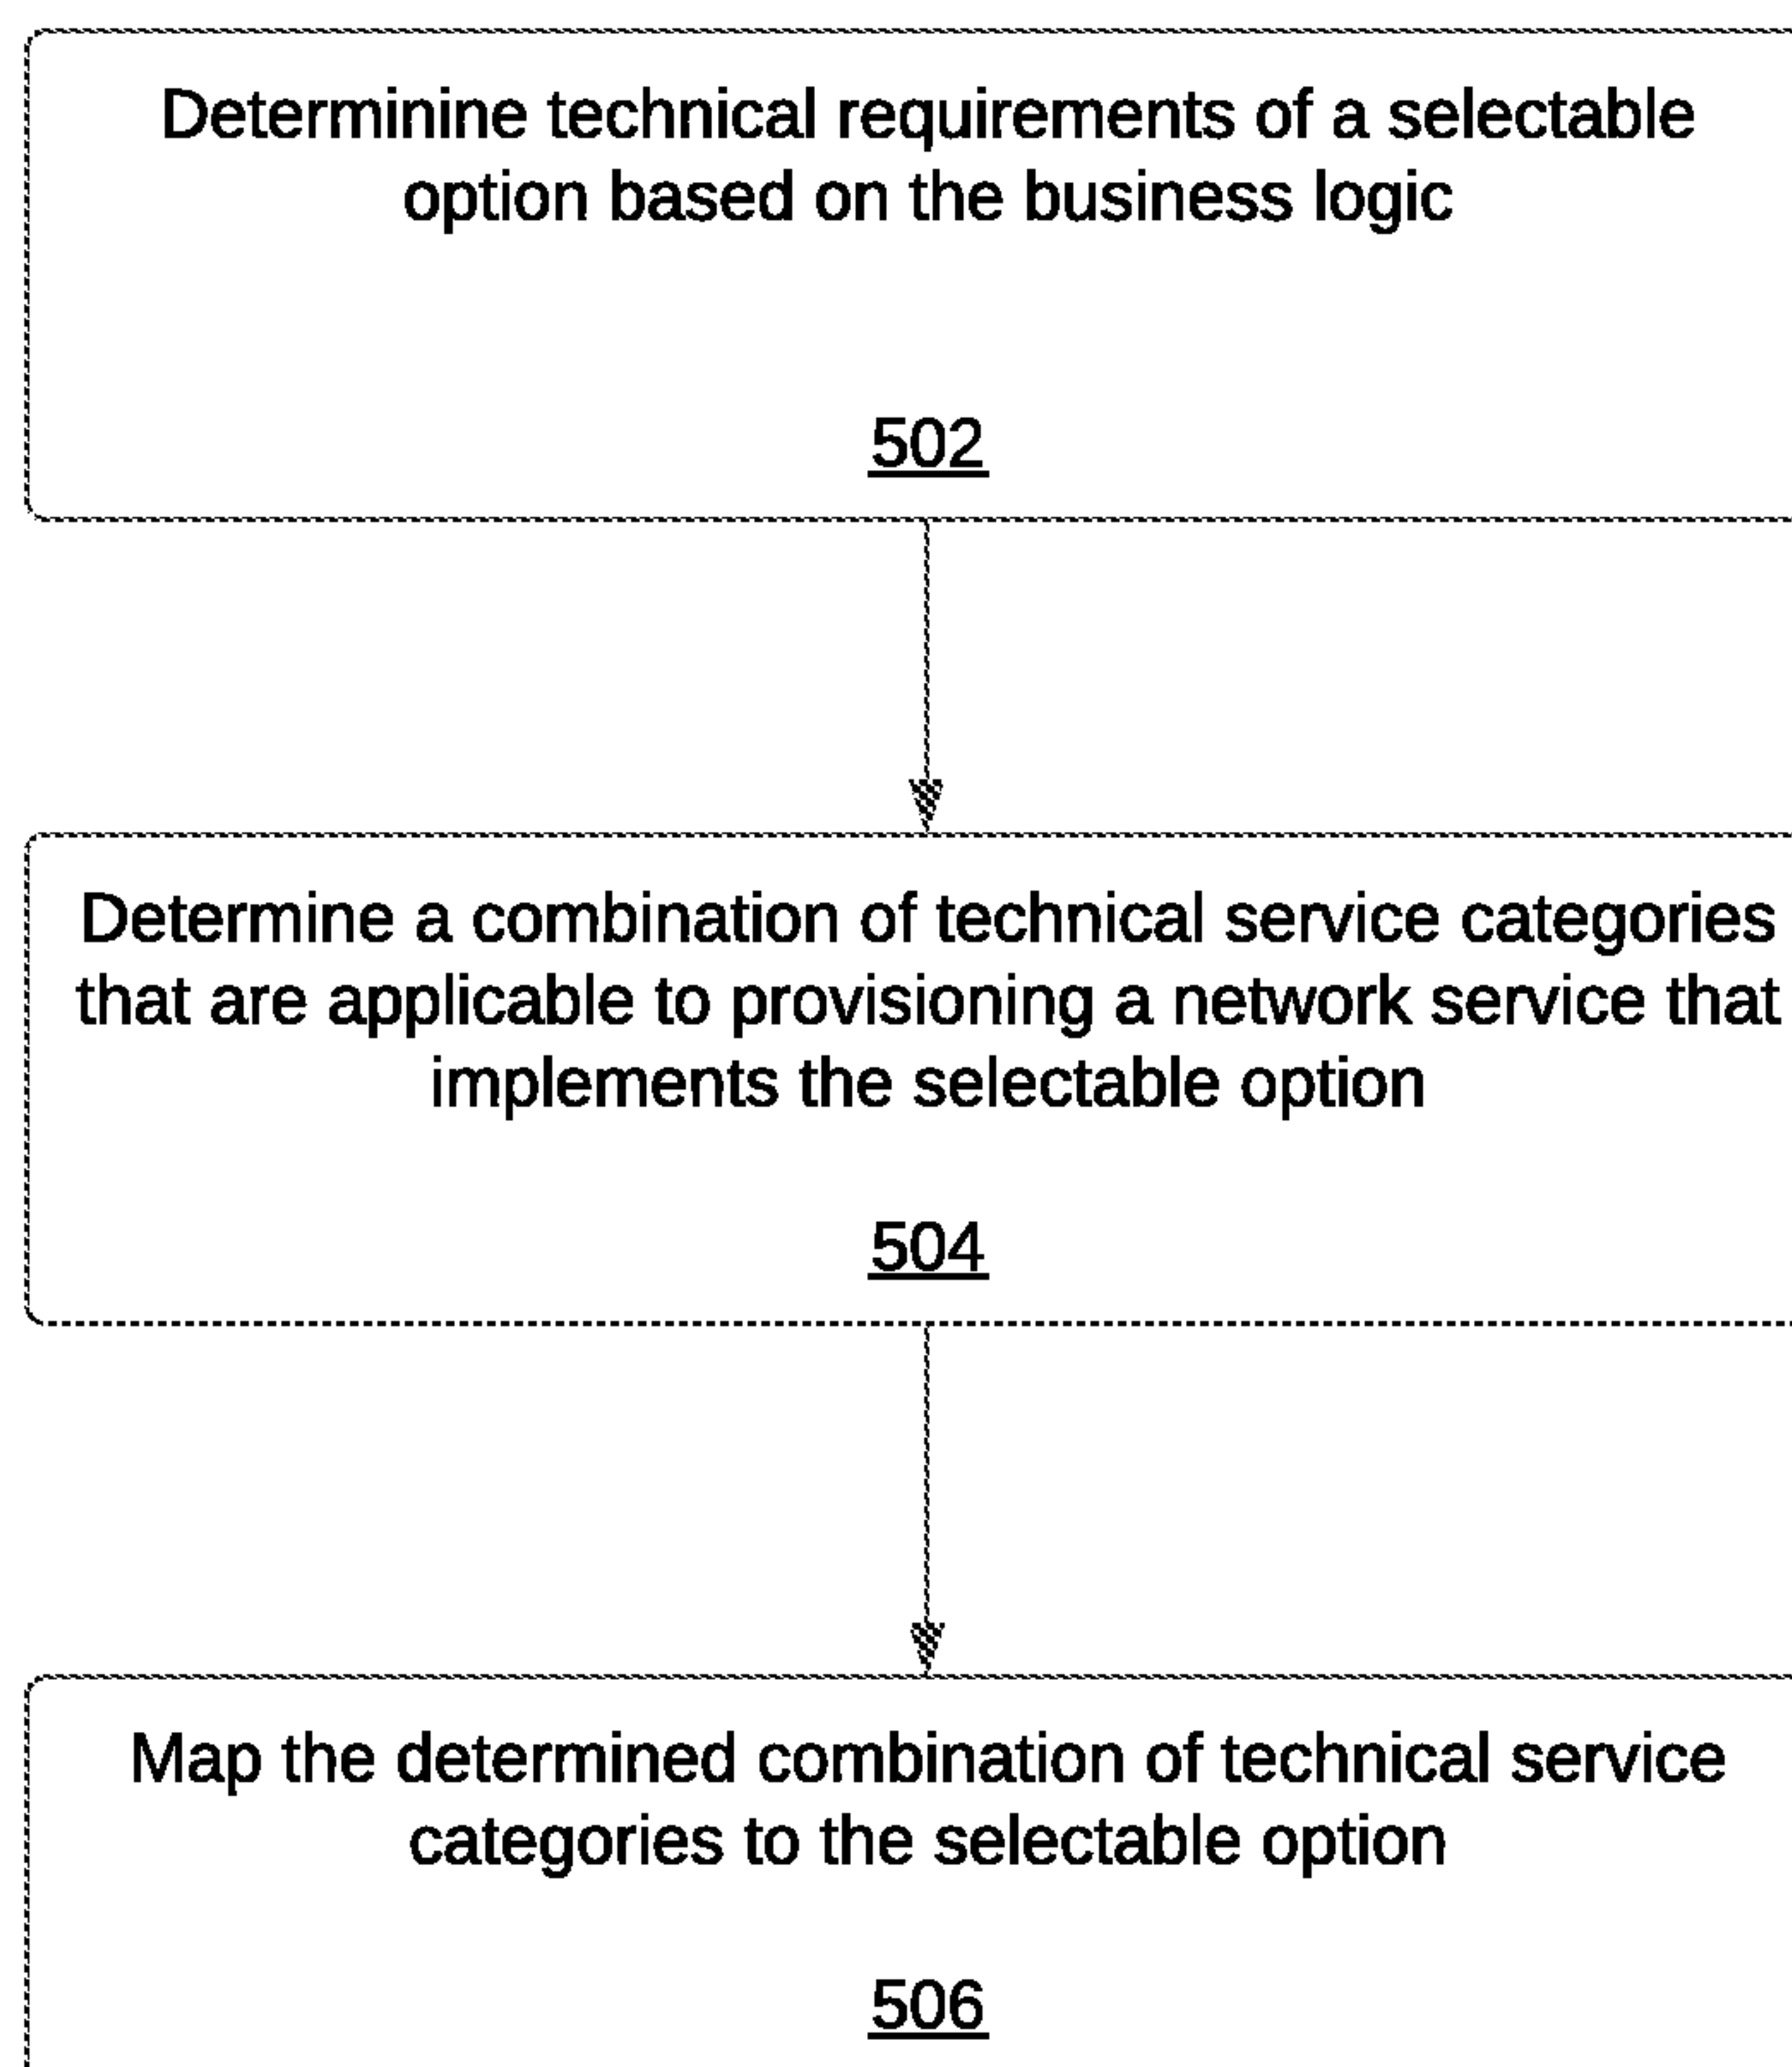 Determinine technical requirements of a selectable
option based on the business logic
502
Determine a combination of technical service categories
that are applicable to provisioning a network service that
implements the selectable option
504
Map the determined combination of technical service
categories to the selectable option
506